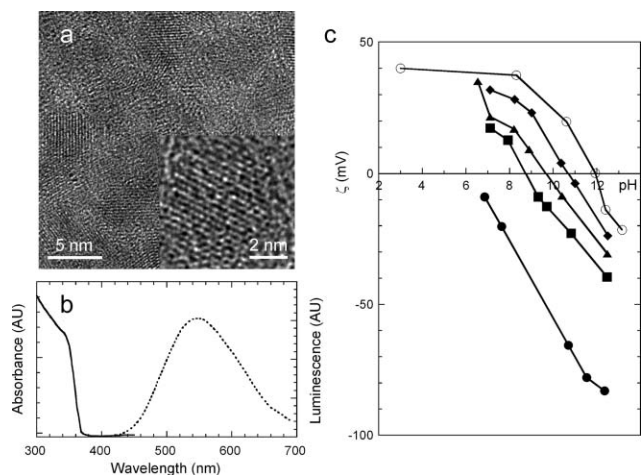 a
5 nm
2 nm
b
Absorbance (AU)
Luminescence (AU)
300
400
500
600
700
Wavelength (nm)
c
50
0
-50
-100
ζ (mV)
2
4
6
8
10
12
pH